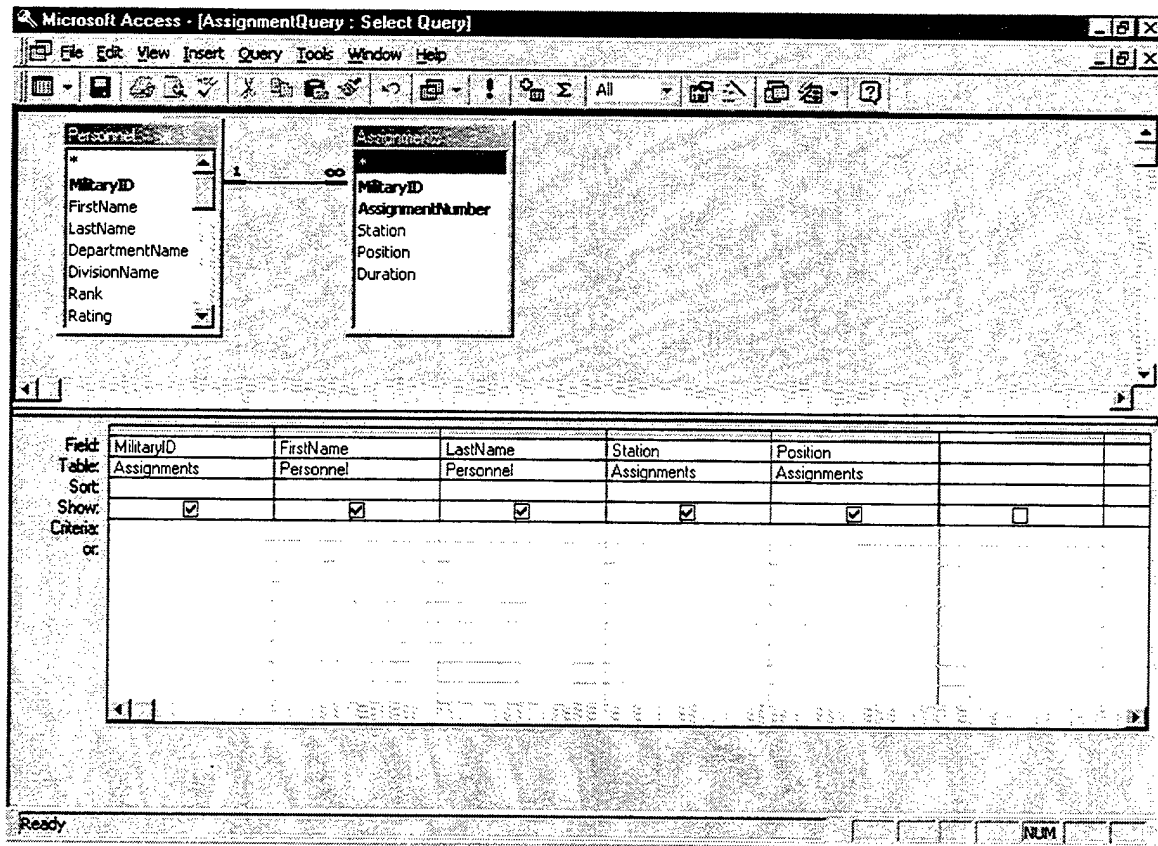 Microsoft Access - [AssignmentQuery : Select Query]
File Edit View Insert Query Tools Window Help
All
Personnel
*
MilitaryID
FirstName
LastName
DepartmentName
DivisionName
Rank
Rating
1 ∞
Assignments
*
MilitaryID
AssignmentNumber
Station
Position
Duration
Field: MilitaryID FirstName LastName Station Position
Table: Assignments Personnel Personnel Assignments Assignments
Sort:
Show:
Criteria:
or:
Ready NUM